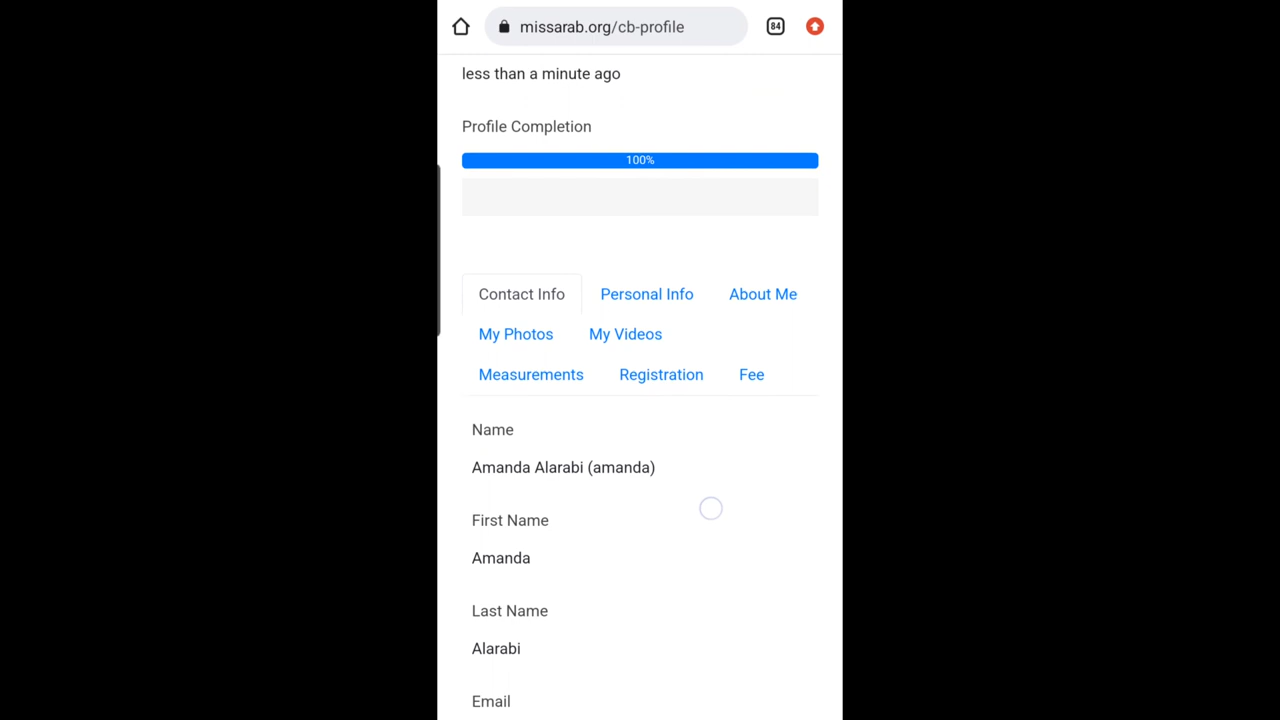 missarab.org/cb-profile
84
less than a minute ago
Profile Completion
100%
Contact Info
Personal Info
About Me
My Photos
My Videos
Measurements
Registration
Fee
Name
Amanda Alarabi (amanda)
First Name
Amanda
Last Name
Alarabi
Email